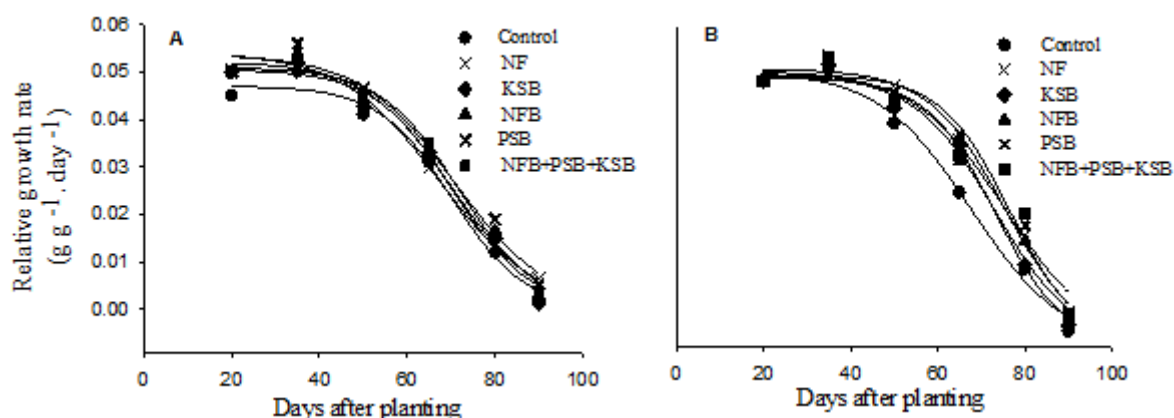 A
Control
NF
KSB
NFB
PSB
NFB+PSB+KSB
Relative growth rate
(g g -1 . day -1)
0.06
0.05
0.04
0.03
0.02
0.01
0.00
0 20 40 60 80 100
Days after planting
B
Control
NF
KSB
NFB
PSB
NFB+PSB+KSB
0 20 40 60 80 100
Days after planting